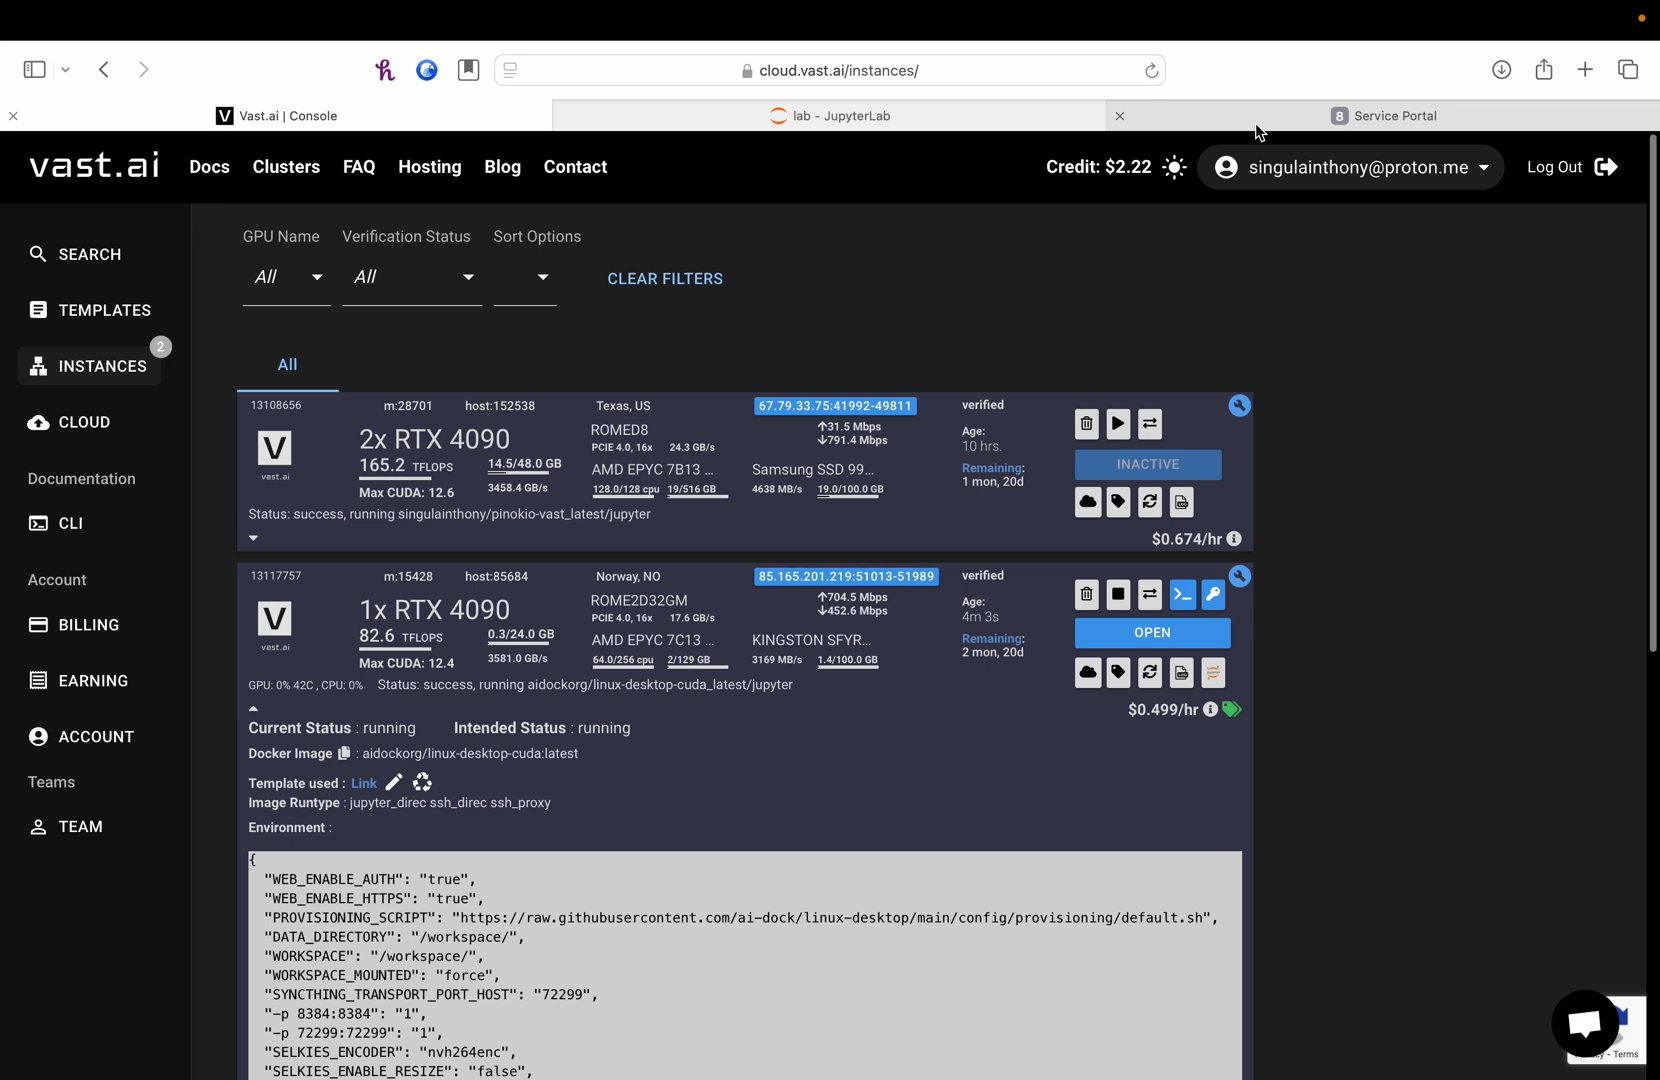 cloud.vast.ai/instances/
Vast.ai | Console
lab - JupyterLab
8 Service Portal
vast.ai Docs Clusters FAQ Hosting Blog Contact Credit: $2.22 singulainthony@proton.me Log Out
GPU Name Verification Status Sort Options
All All CLEAR FILTERS
SEARCH
TEMPLATES
2
INSTANCES
CLOUD
Documentation
CLI
Account
BILLING
EARNING
ACCOUNT
Teams
TEAM
All
13108656 m:28701 host:152538 Texas, US 67.79.33.75:41992-49811 verified
V
vast.ai
2x RTX 4090
165.2 TFLOPS 14.5/48.0 GB
Max CUDA: 12.6 3458.4 GB/s
ROMED8
PCIE 4.0, 16x 24.3 GB/s
AMD EPYC 7B13 ...
128.0/128 cpu 19/516 GB
↑31.5 Mbps
↓791.4 Mbps
Samsung SSD 99...
4638 MB/s 19.0/100.0 GB
Age:
10 hrs.
Remaining:
1 mon, 20d
INACTIVE
LOG
Status: success, running singulainthony/pinokio-vast_latest/jupyter
$0.674/hr
13117757 m:15428 host:85684 Norway, NO 85.165.201.219:51013-51989 verified
V
vast.ai
1x RTX 4090
82.6 TFLOPS 0.3/24.0 GB
Max CUDA: 12.4 3581.0 GB/s
ROME2D32GM
PCIE 4.0, 16x 17.6 GB/s
AMD EPYC 7C13 ...
64.0/256 cpu 2/129 GB
↑704.5 Mbps
↓452.6 Mbps
KINGSTON SFYR...
3169 MB/s 1.4/100.0 GB
Age:
4m 3s
Remaining:
2 mon, 20d
OPEN
LOG
GPU: 0% 42C , CPU: 0% Status: success, running aidockorg/linux-desktop-cuda_latest/jupyter
$0.499/hr
Current Status : running Intended Status : running
Docker Image : aidockorg/linux-desktop-cuda:latest
Template used : Link
Image Runtype : jupyter_direc ssh_direc ssh_proxy
Environment :
{
"WEB_ENABLE_AUTH": "true",
"WEB_ENABLE_HTTPS": "true",
"PROVISIONING_SCRIPT": "https://raw.githubusercontent.com/ai-dock/linux-desktop/main/config/provisioning/default.sh",
"DATA_DIRECTORY": "/workspace/",
"WORKSPACE": "/workspace/",
"WORKSPACE_MOUNTED": "force",
"SYNCTHING_TRANSPORT_PORT_HOST": "72299",
"-p 8384:8384": "1",
"-p 72299:72299": "1",
"SELKIES_ENCODER": "nvh264enc",
"SELKIES_ENABLE_RESIZE": "false",
- Terms